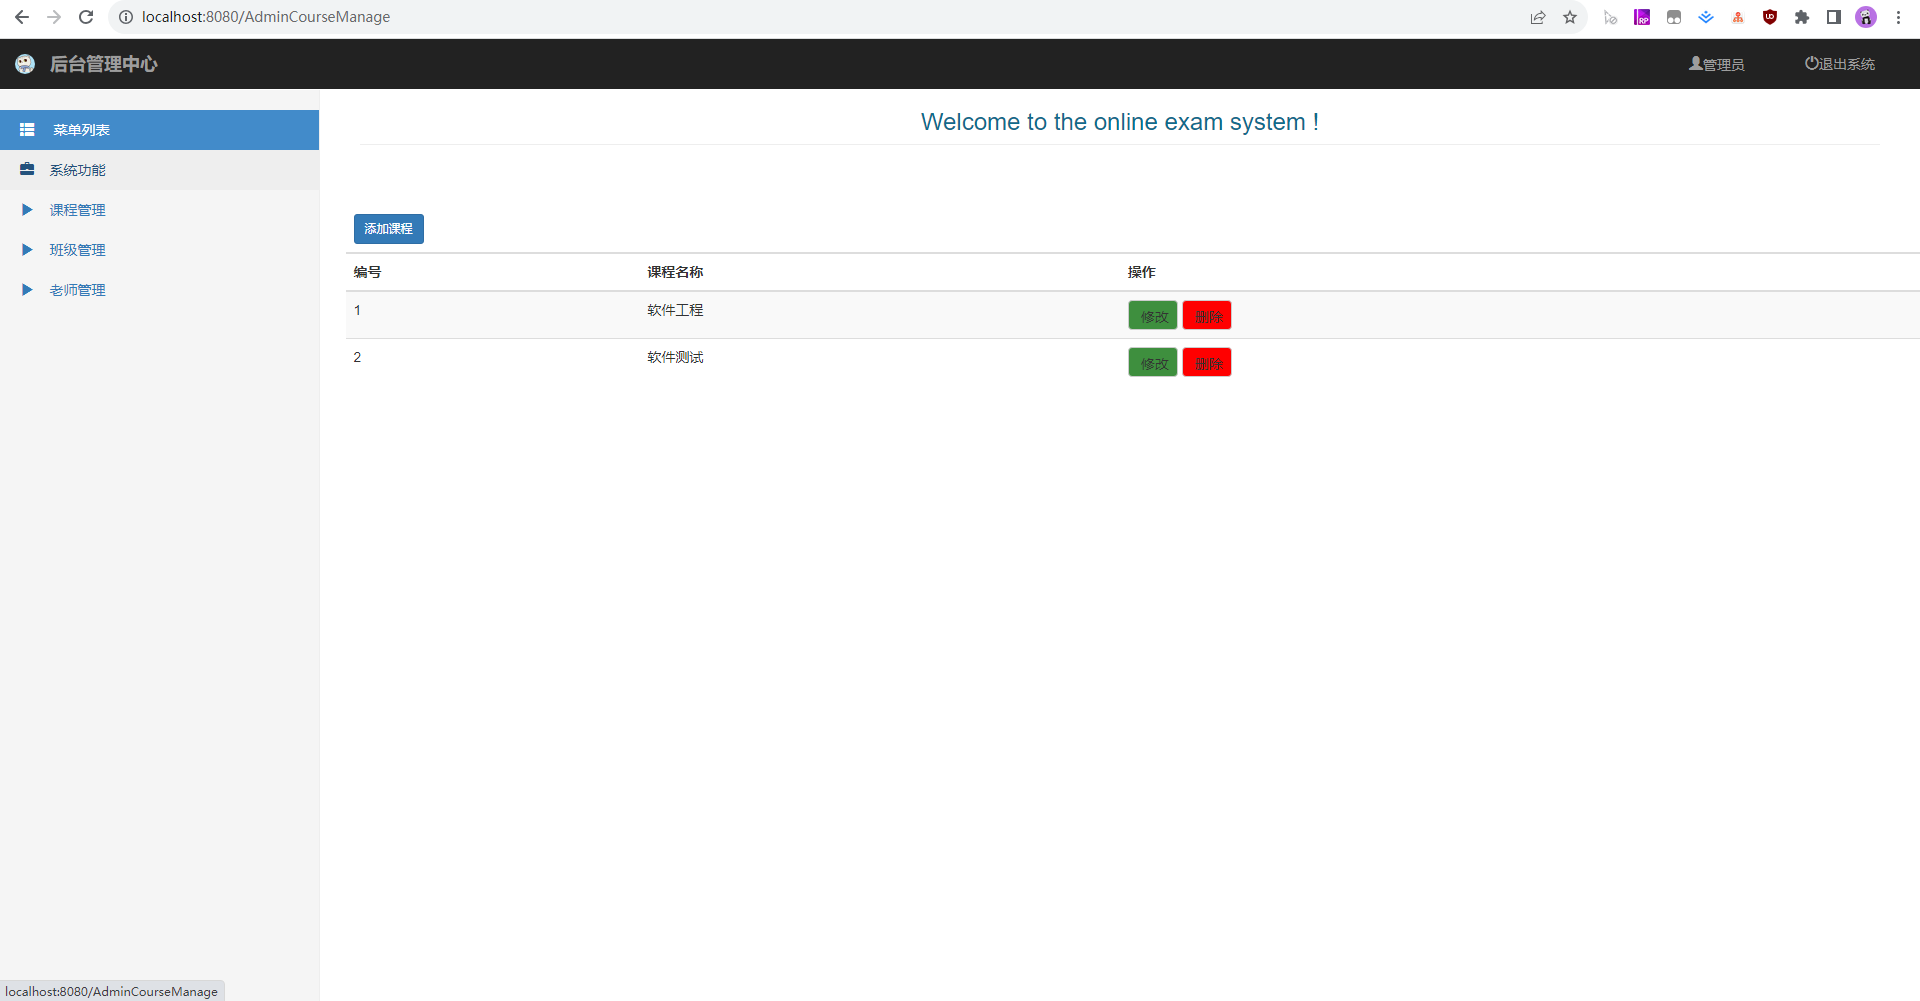 localhost:8080/AdminCourseManage
后台管理中心
管理员
退出系统
菜单列表
系统功能
课程管理
班级管理
老师管理
Welcome to the online exam system !
添加课程
编号 课程名称 操作
1 软件工程 修改 删除
2 软件测试 修改 删除
localhost:8080/AdminCourseManage